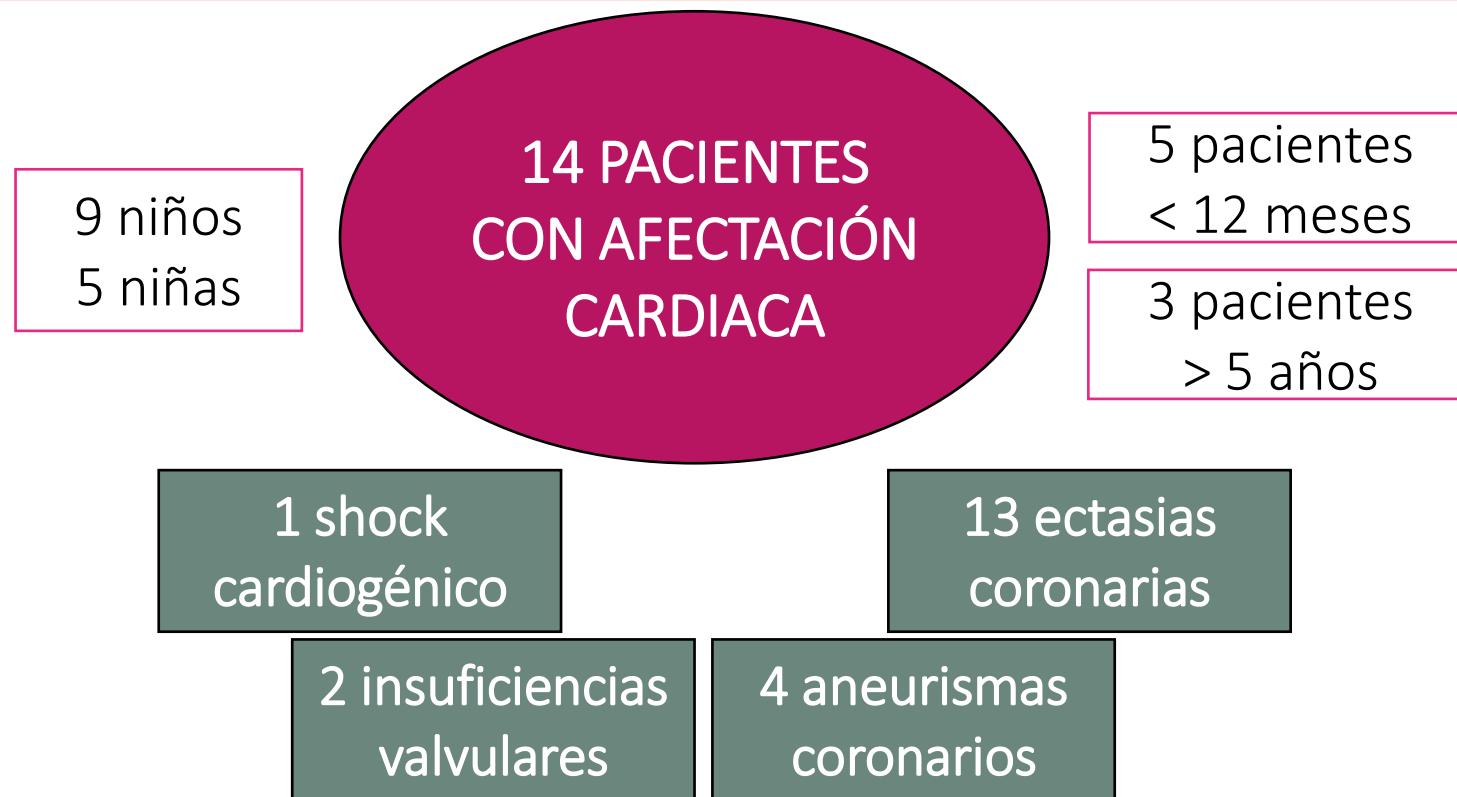 14 PACIENTES
CON AFECTACIÓN
CARDIACA
9 niños
5 niñas
5 pacientes
< 12 meses
3 pacientes
> 5 años
1 shock
cardiogénico
13 ectasias
coronarias
2 insuficiencias
valvulares
4 aneurismas
coronarios